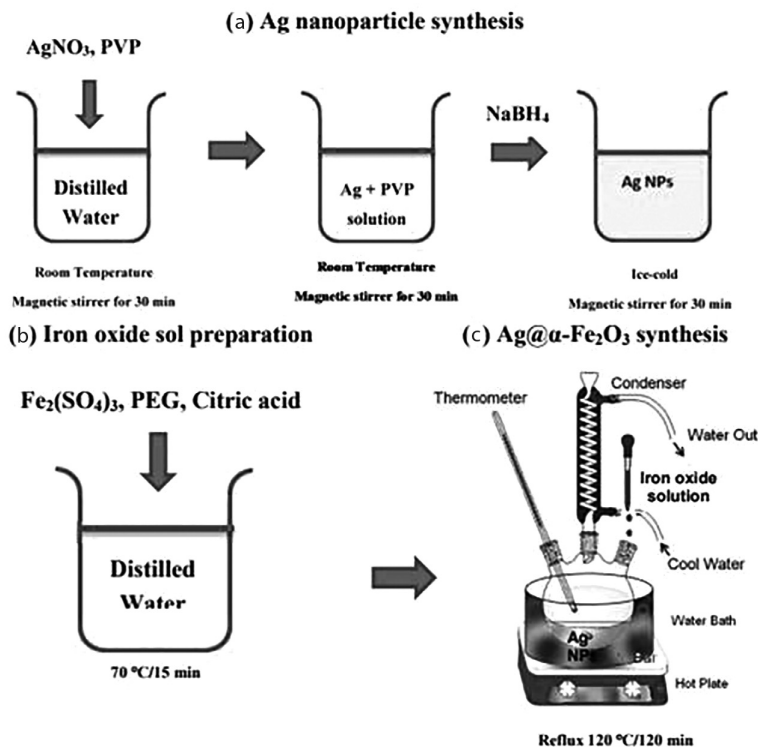 (a) Ag nanoparticle synthesis
AgNO₃, PVP
NaBH₄
Distilled
Water
Ag + PVP
solution
Ag NPs
Room Temperature
Magnetic stirrer for 30 min
Room Temperature
Magnetic stirrer for 30 min
Ice-cold
Magnetic stirrer for 30 min
(b) Iron oxide sol preparation
Fe₂(SO₄)₃, PEG, Citric acid
Distilled
Water
70 °C/15 min
(c) Ag@α-Fe₂O₃ synthesis
Thermometer
Condenser
Water Out
Iron oxide
solution
Cool Water
Water Bath
Ag
NPs
Hot Plate
Reflux 120 °C/120 min